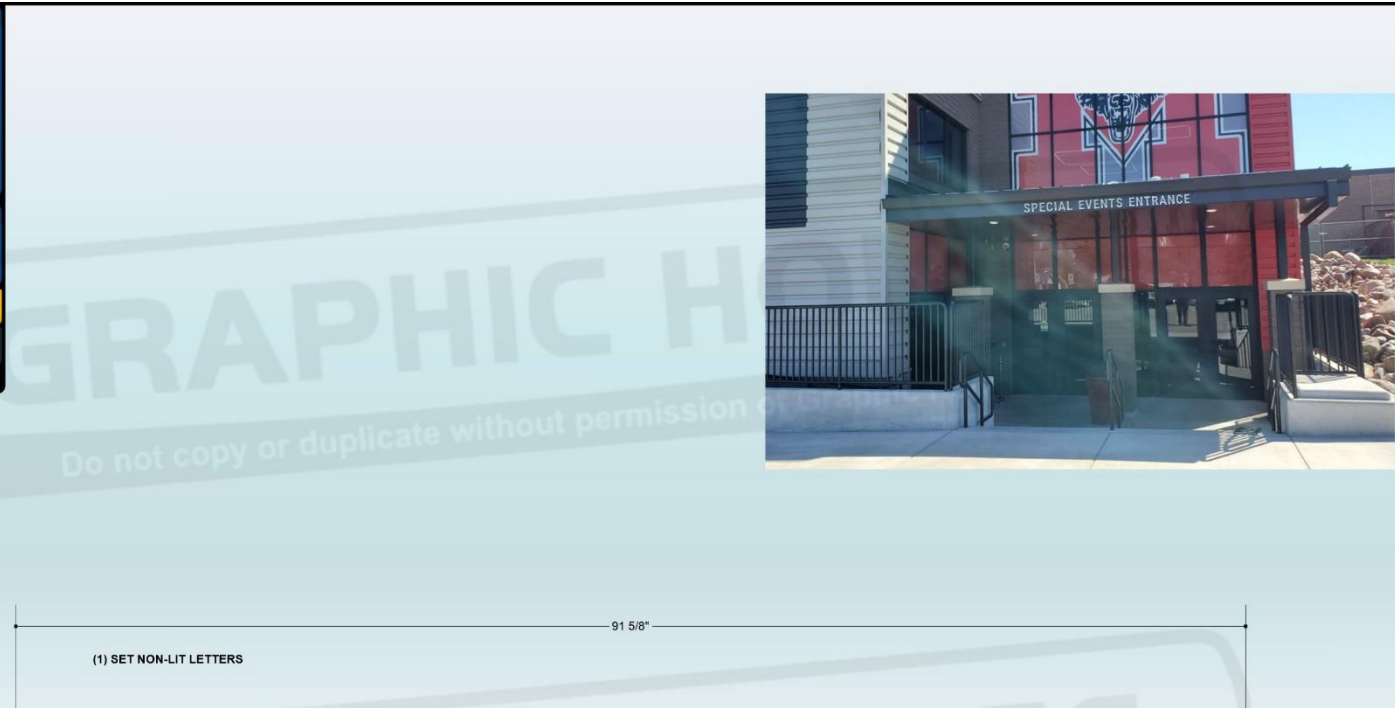 SPECIAL EVENTS ENTRANCE
GRAPHIC
Do not copy or duplicate without permission
91 5/8"
(1) SET NON-LIT LETTERS